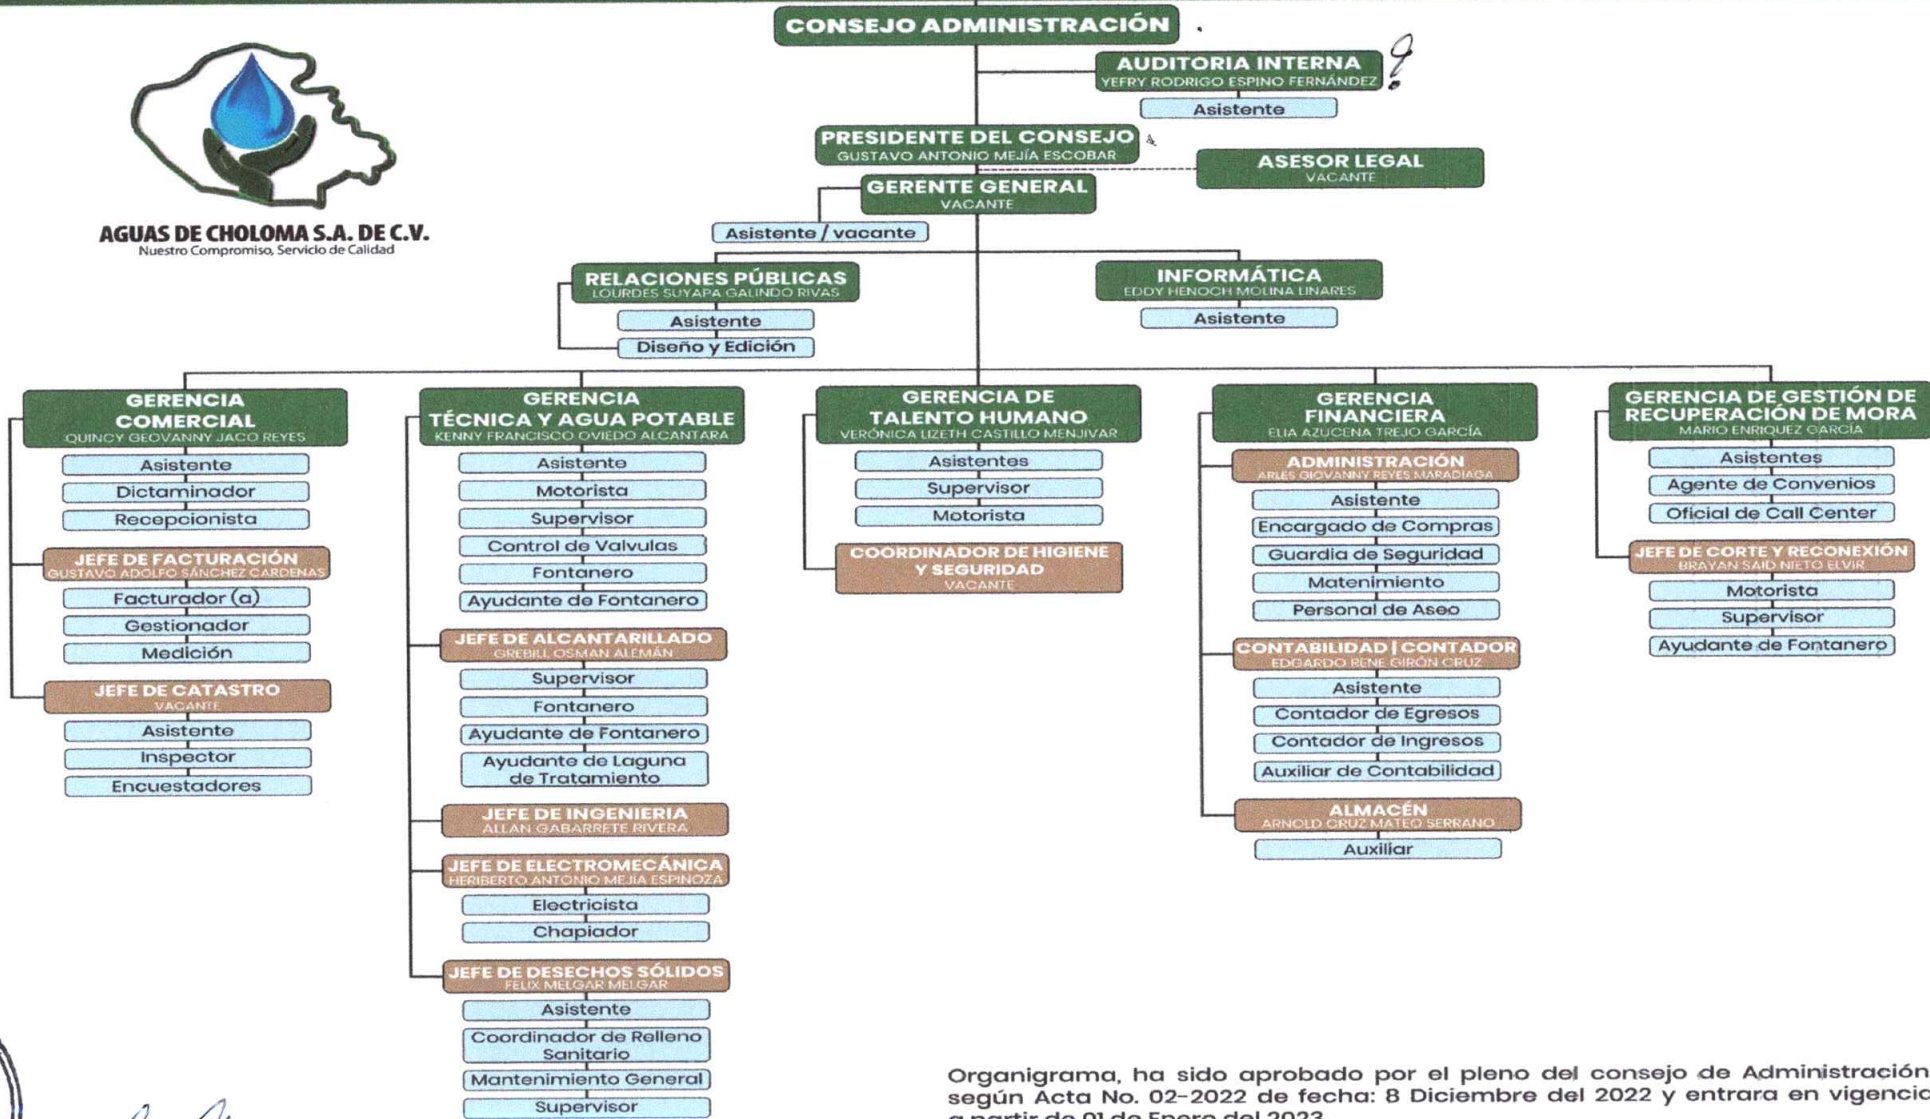 CONSEJO ADMINISTRACIÓN
AUDITORIA INTERNA
YEFRY RODRIGO ESPINO FERNÁNDEZ
Asistente
PRESIDENTE DEL CONSEJO
GUSTAVO ANTONIO MEJÍA ESCOBAR
ASESOR LEGAL
VACANTE
GERENTE GENERAL
VACANTE
Asistente / vacante
AGUAS DE CHOLOMA S.A. DE C.V.
Nuestro Compromiso, Servicio de Calidad
RELACIONES PÚBLICAS
LOURDES SUYAPA GALINDO RIVAS
Asistente
Diseño y Edición
INFORMÁTICA
EDDY HENOCH MOLINA LINARES
Asistente
GERENCIA
COMERCIAL
QUINCY GEOVANNY JACO REYES
Asistente
Dictaminador
Recepcionista
JEFE DE FACTURACIÓN
GUSTAVO ADOLFO SÁNCHEZ CARDENAS
Facturador (a)
Gestionador
Medición
JEFE DE CATASTRO
VACANTE
Asistente
Inspector
Encuestadores
GERENCIA
TÉCNICA Y AGUA POTABLE
KENNY FRANCISCO OVIEDO ALCANTARA
Asistente
Motorista
Supervisor
Control de Valvulas
Fontanero
Ayudante de Fontanero
JEFE DE ALCANTARILLADO
GREBILL OSMAN ALEMÁN
Supervisor
Fontanero
Ayudante de Fontanero
Ayudante de Laguna
de Tratamiento
JEFE DE INGENIERIA
ALLAN GABARRETE RIVERA
JEFE DE ELECTROMECÁNICA
HERIBERTO ANTONIO MEJIA ESPINOZA
Electricista
Chapiador
JEFE DE DESECHOS SÓLIDOS
FELIX MELGAR MELGAR
Asistente
Coordinador de Relleno
Sanitario
Mantenimiento General
Supervisor
GERENCIA DE
TALENTO HUMANO
VERÓNICA LIZETH CASTILLO MENJIVAR
Asistentes
Supervisor
Motorista
COORDINADOR DE HIGIENE
Y SEGURIDAD
VACANTE
GERENCIA
FINANCIERA
ELIA AZUCENA TREJO GARCÍA
ADMINISTRACIÓN
ARLES GIOVANNY REYES MARADIAGA
Asistente
Encargado de Compras
Guardia de Seguridad
Matenimiento
Personal de Aseo
CONTABILIDAD | CONTADOR
EDGARDO RENE GIRÓN CRUZ
Asistente
Contador de Egresos
Contador de Ingresos
Auxiliar de Contabilidad
ALMACÉN
ARNOLD CRUZ MATEO SERRANO
Auxiliar
GERENCIA DE GESTIÓN DE
RECUPERACIÓN DE MORA
MARIO ENRIQUEZ GARCÍA
Asistentes
Agente de Convenios
Oficial de Call Center
JEFE DE CORTE Y RECONEXIÓN
BRAYAN SAID NIETO ELVIR
Motorista
Supervisor
Ayudante de Fontanero
Organigrama, ha sido aprobado por el pleno del consejo de Administración
según Acta No. 02-2022 de fecha: 8 Diciembre del 2022 y entrara en vigencia
a partir de 01 de Enero del 2023